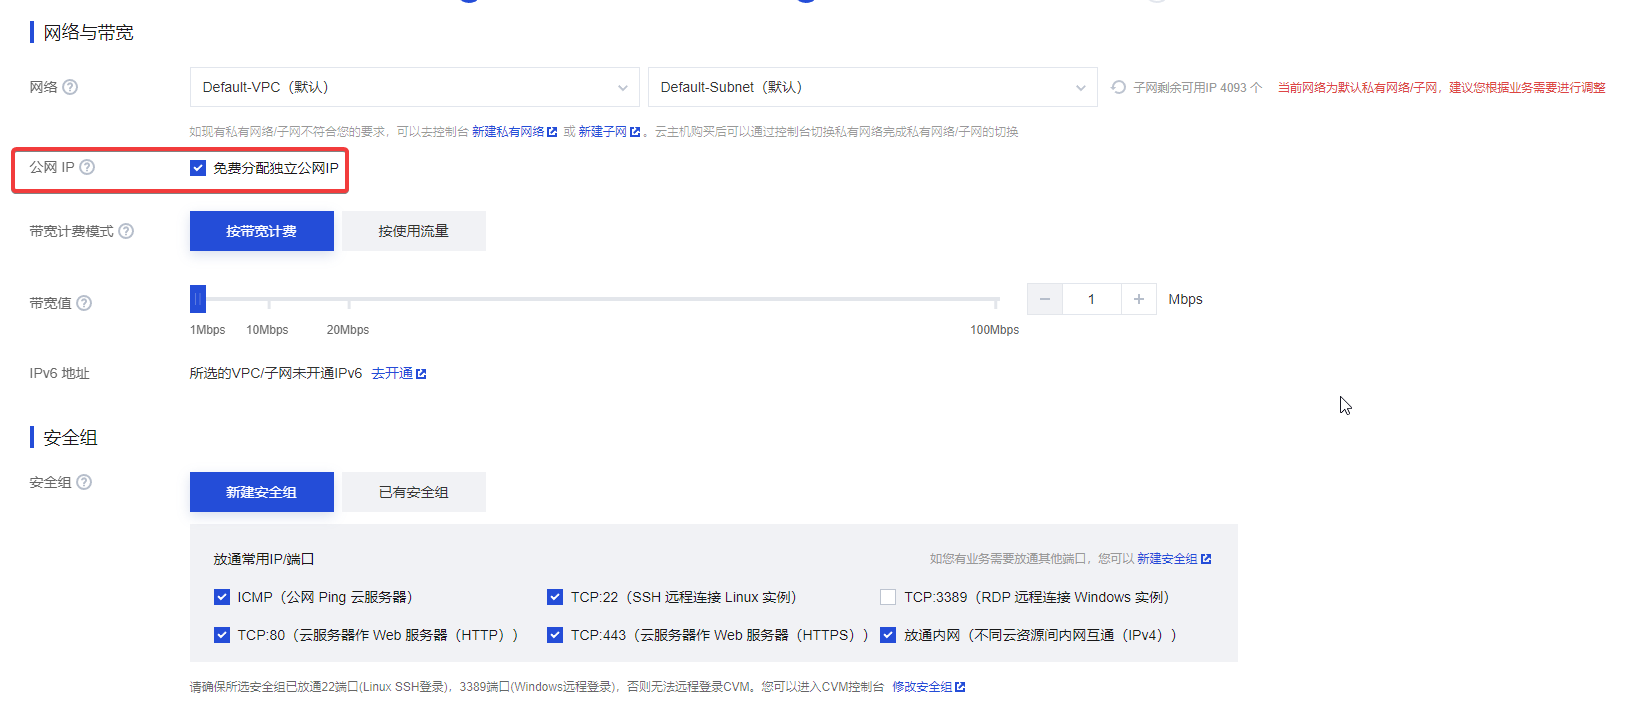 网络与带宽
网络 Default-VPC（默认） Default-Subnet（默认） 子网剩余可用IP 4093 个 当前网络为默认私有网络/子网，建议您根据业务需要进行调整
如现有私有网络/子网不符合您的要求，可以去控制台 新建私有网络 或 新建子网 。云主机购买后可以通过控制台切换私有网络完成私有网络/子网的切换
公网 IP 免费分配独立公网IP
带宽计费模式 按带宽计费 按使用流量
带宽值 1 Mbps
1Mbps 10Mbps 20Mbps 100Mbps
IPv6 地址 所选的VPC/子网未开通IPv6 去开通
安全组
安全组 新建安全组 已有安全组
放通常用IP/端口 如您有业务需要放通其他端口，您可以 新建安全组
ICMP（公网 Ping 云服务器） TCP:22（SSH 远程连接 Linux 实例） TCP:3389（RDP 远程连接 Windows 实例）
TCP:80（云服务器作 Web 服务器（HTTP）） TCP:443（云服务器作 Web 服务器（HTTPS）） 放通内网（不同云资源间内网互通（IPv4））
请确保所选安全组已放通22端口(Linux SSH登录)，3389端口(Windows远程登录)，否则无法远程登录CVM。您可以进入CVM控制台 修改安全组